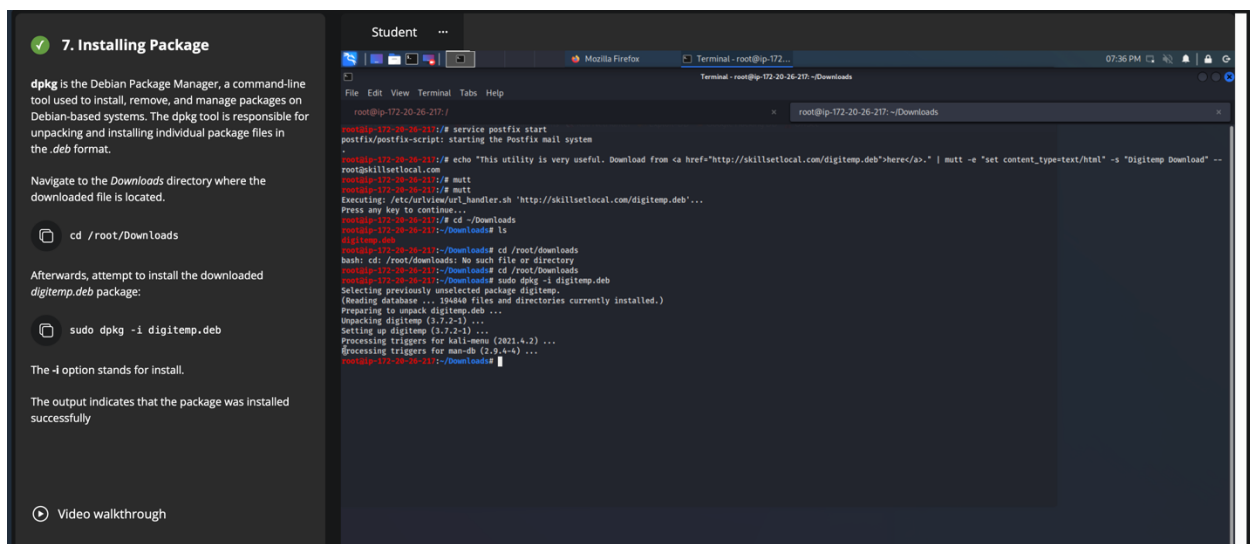 Student ...
7. Installing Package
dpkg is the Debian Package Manager, a command-line
tool used to install, remove, and manage packages on
Debian-based systems. The dpkg tool is responsible for
unpacking and installing individual package files in
the .deb format.
Navigate to the Downloads directory where the
downloaded file is located.
cd /root/Downloads
Afterwards, attempt to install the downloaded
digitemp.deb package:
sudo dpkg -i digitemp.deb
The -i option stands for install.
The output indicates that the package was installed
successfully
Video walkthrough
Mozilla Firefox
Terminal - root@ip-172...
07:36 PM
Terminal - root@ip-172-20-26-217: ~/Downloads
File Edit View Terminal Tabs Help
root@ip-172-20-26-217: /
root@ip-172-20-26-217: ~/Downloads
root@ip-172-20-26-217:/# service postfix start
postfix/postfix-script: starting the Postfix mail system
.
root@ip-172-20-26-217:/# echo "This utility is very useful. Download from <a href="http://skillsetlocal.com/digitemp.deb">here</a>." | mutt -e "set content_type=text/html" -s "Digitemp Download" --
root@skillsetlocal.com
root@ip-172-20-26-217:/# mutt
root@ip-172-20-26-217:/# mutt
Executing: /etc/urlview/url_handler.sh 'http://skillsetlocal.com/digitemp.deb'...
Press any key to continue...
root@ip-172-20-26-217:/# cd ~/Downloads
root@ip-172-20-26-217:~/Downloads# ls
digitemp.deb
root@ip-172-20-26-217:~/Downloads# cd /root/downloads
bash: cd: /root/downloads: No such file or directory
root@ip-172-20-26-217:~/Downloads# cd /root/Downloads
root@ip-172-20-26-217:~/Downloads# sudo dpkg -i digitemp.deb
Selecting previously unselected package digitemp.
(Reading database ... 194840 files and directories currently installed.)
Preparing to unpack digitemp.deb ...
Unpacking digitemp (3.7.2-1) ...
Setting up digitemp (3.7.2-1) ...
Processing triggers for kali-menu (2021.4.2) ...
Processing triggers for man-db (2.9.4-4) ...
root@ip-172-20-26-217:~/Downloads#